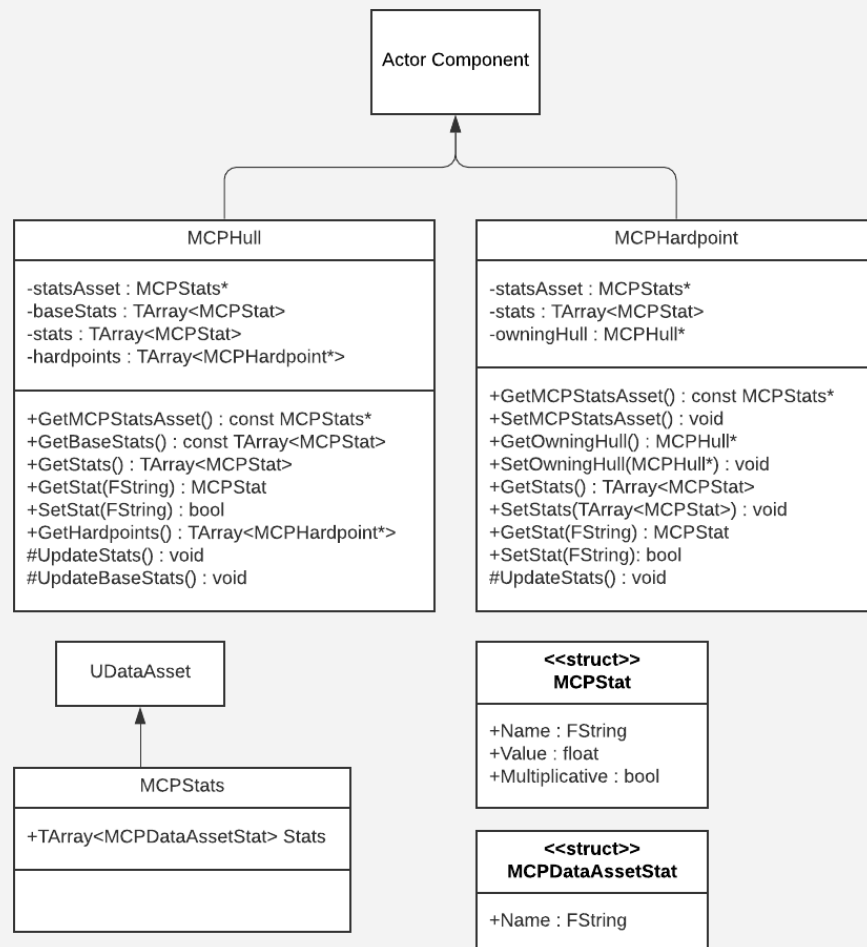 Actor Component
MCPHull
-statsAsset : MCPStats*
-baseStats : TArray<MCPStat>
-stats : TArray<MCPStat>
-hardpoints : TArray<MCPHardpoint*>
+GetMCPStatsAsset() : const MCPStats*
+GetBaseStats() : const TArray<MCPStat>
+GetStats() : TArray<MCPStat>
+GetStat(FString) : MCPStat
+SetStat(FString) : bool
+GetHardpoints() : TArray<MCPHardpoint*>
#UpdateStats() : void
#UpdateBaseStats() : void
MCPHardpoint
-statsAsset : MCPStats*
-stats : TArray<MCPStat>
-owningHull : MCPHull*
+GetMCPStatsAsset() : const MCPStats*
+SetMCPStatsAsset() : void
+GetOwningHull() : MCPHull*
+SetOwningHull(MCPHull*) : void
+GetStats() : TArray<MCPStat>
+SetStats(TArray<MCPStat>) : void
+GetStat(FString) : MCPStat
+SetStat(FString): bool
#UpdateStats() : void
UDataAsset
MCPStats
+TArray<MCPDataAssetStat> Stats
<<struct>>
MCPStat
+Name : FString
+Value : float
+Multiplicative : bool
<<struct>>
MCPDataAssetStat
+Name : FString